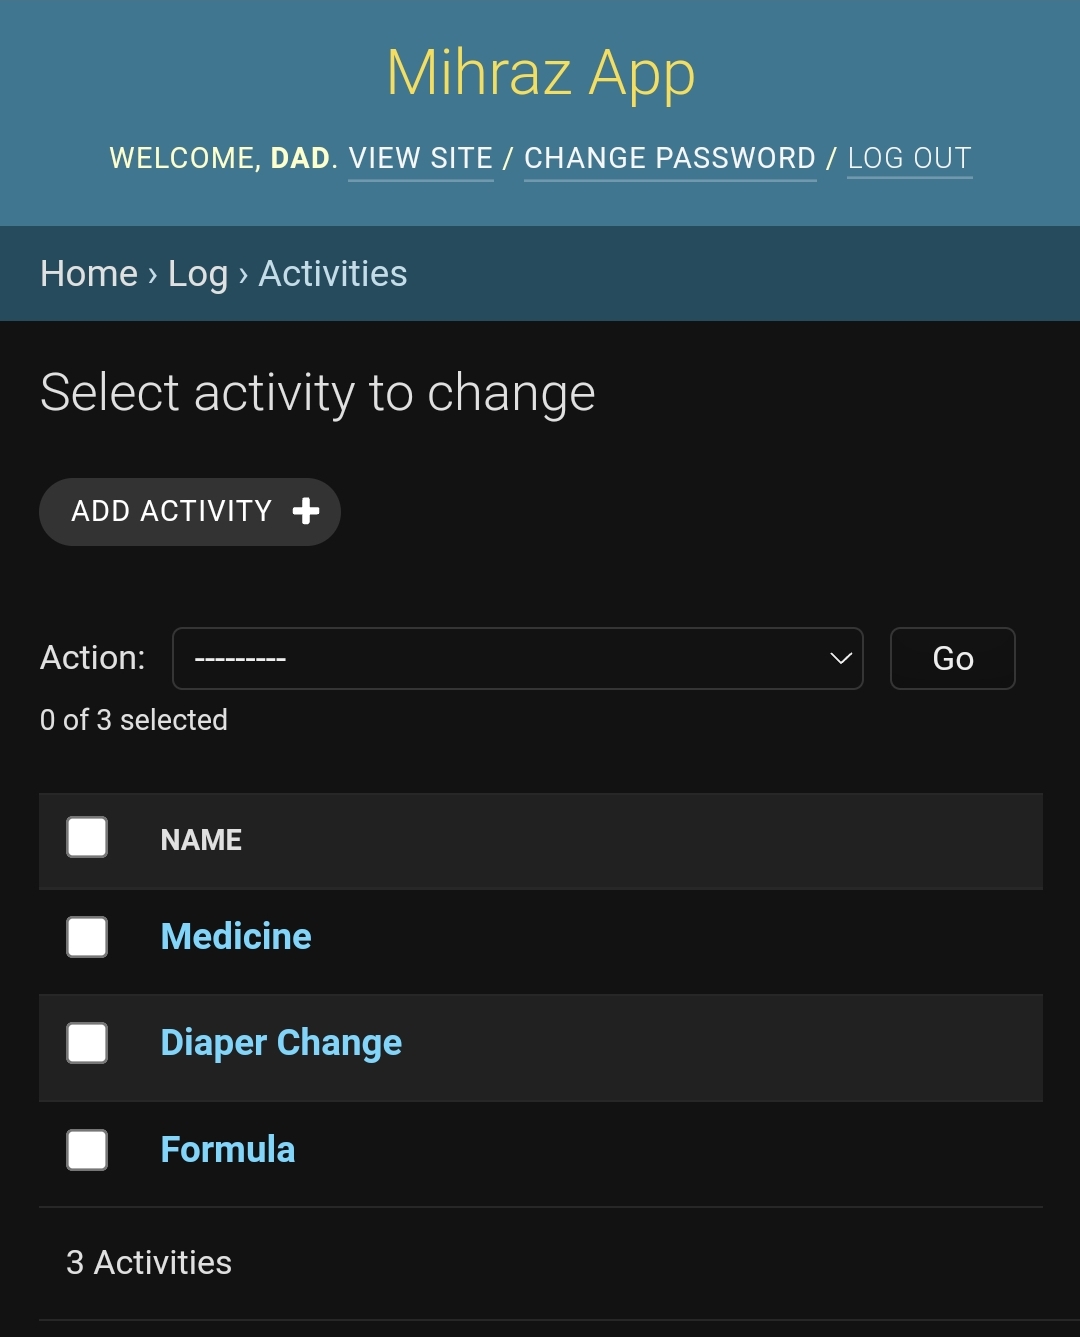 Mihraz App
WELCOME, DAD. VIEW SITE / CHANGE PASSWORD / LOG OUT
Home › Log › Activities
Select activity to change
ADD ACTIVITY +
Action: --------- Go
0 of 3 selected
NAME
Medicine
Diaper Change
Formula
3 Activities